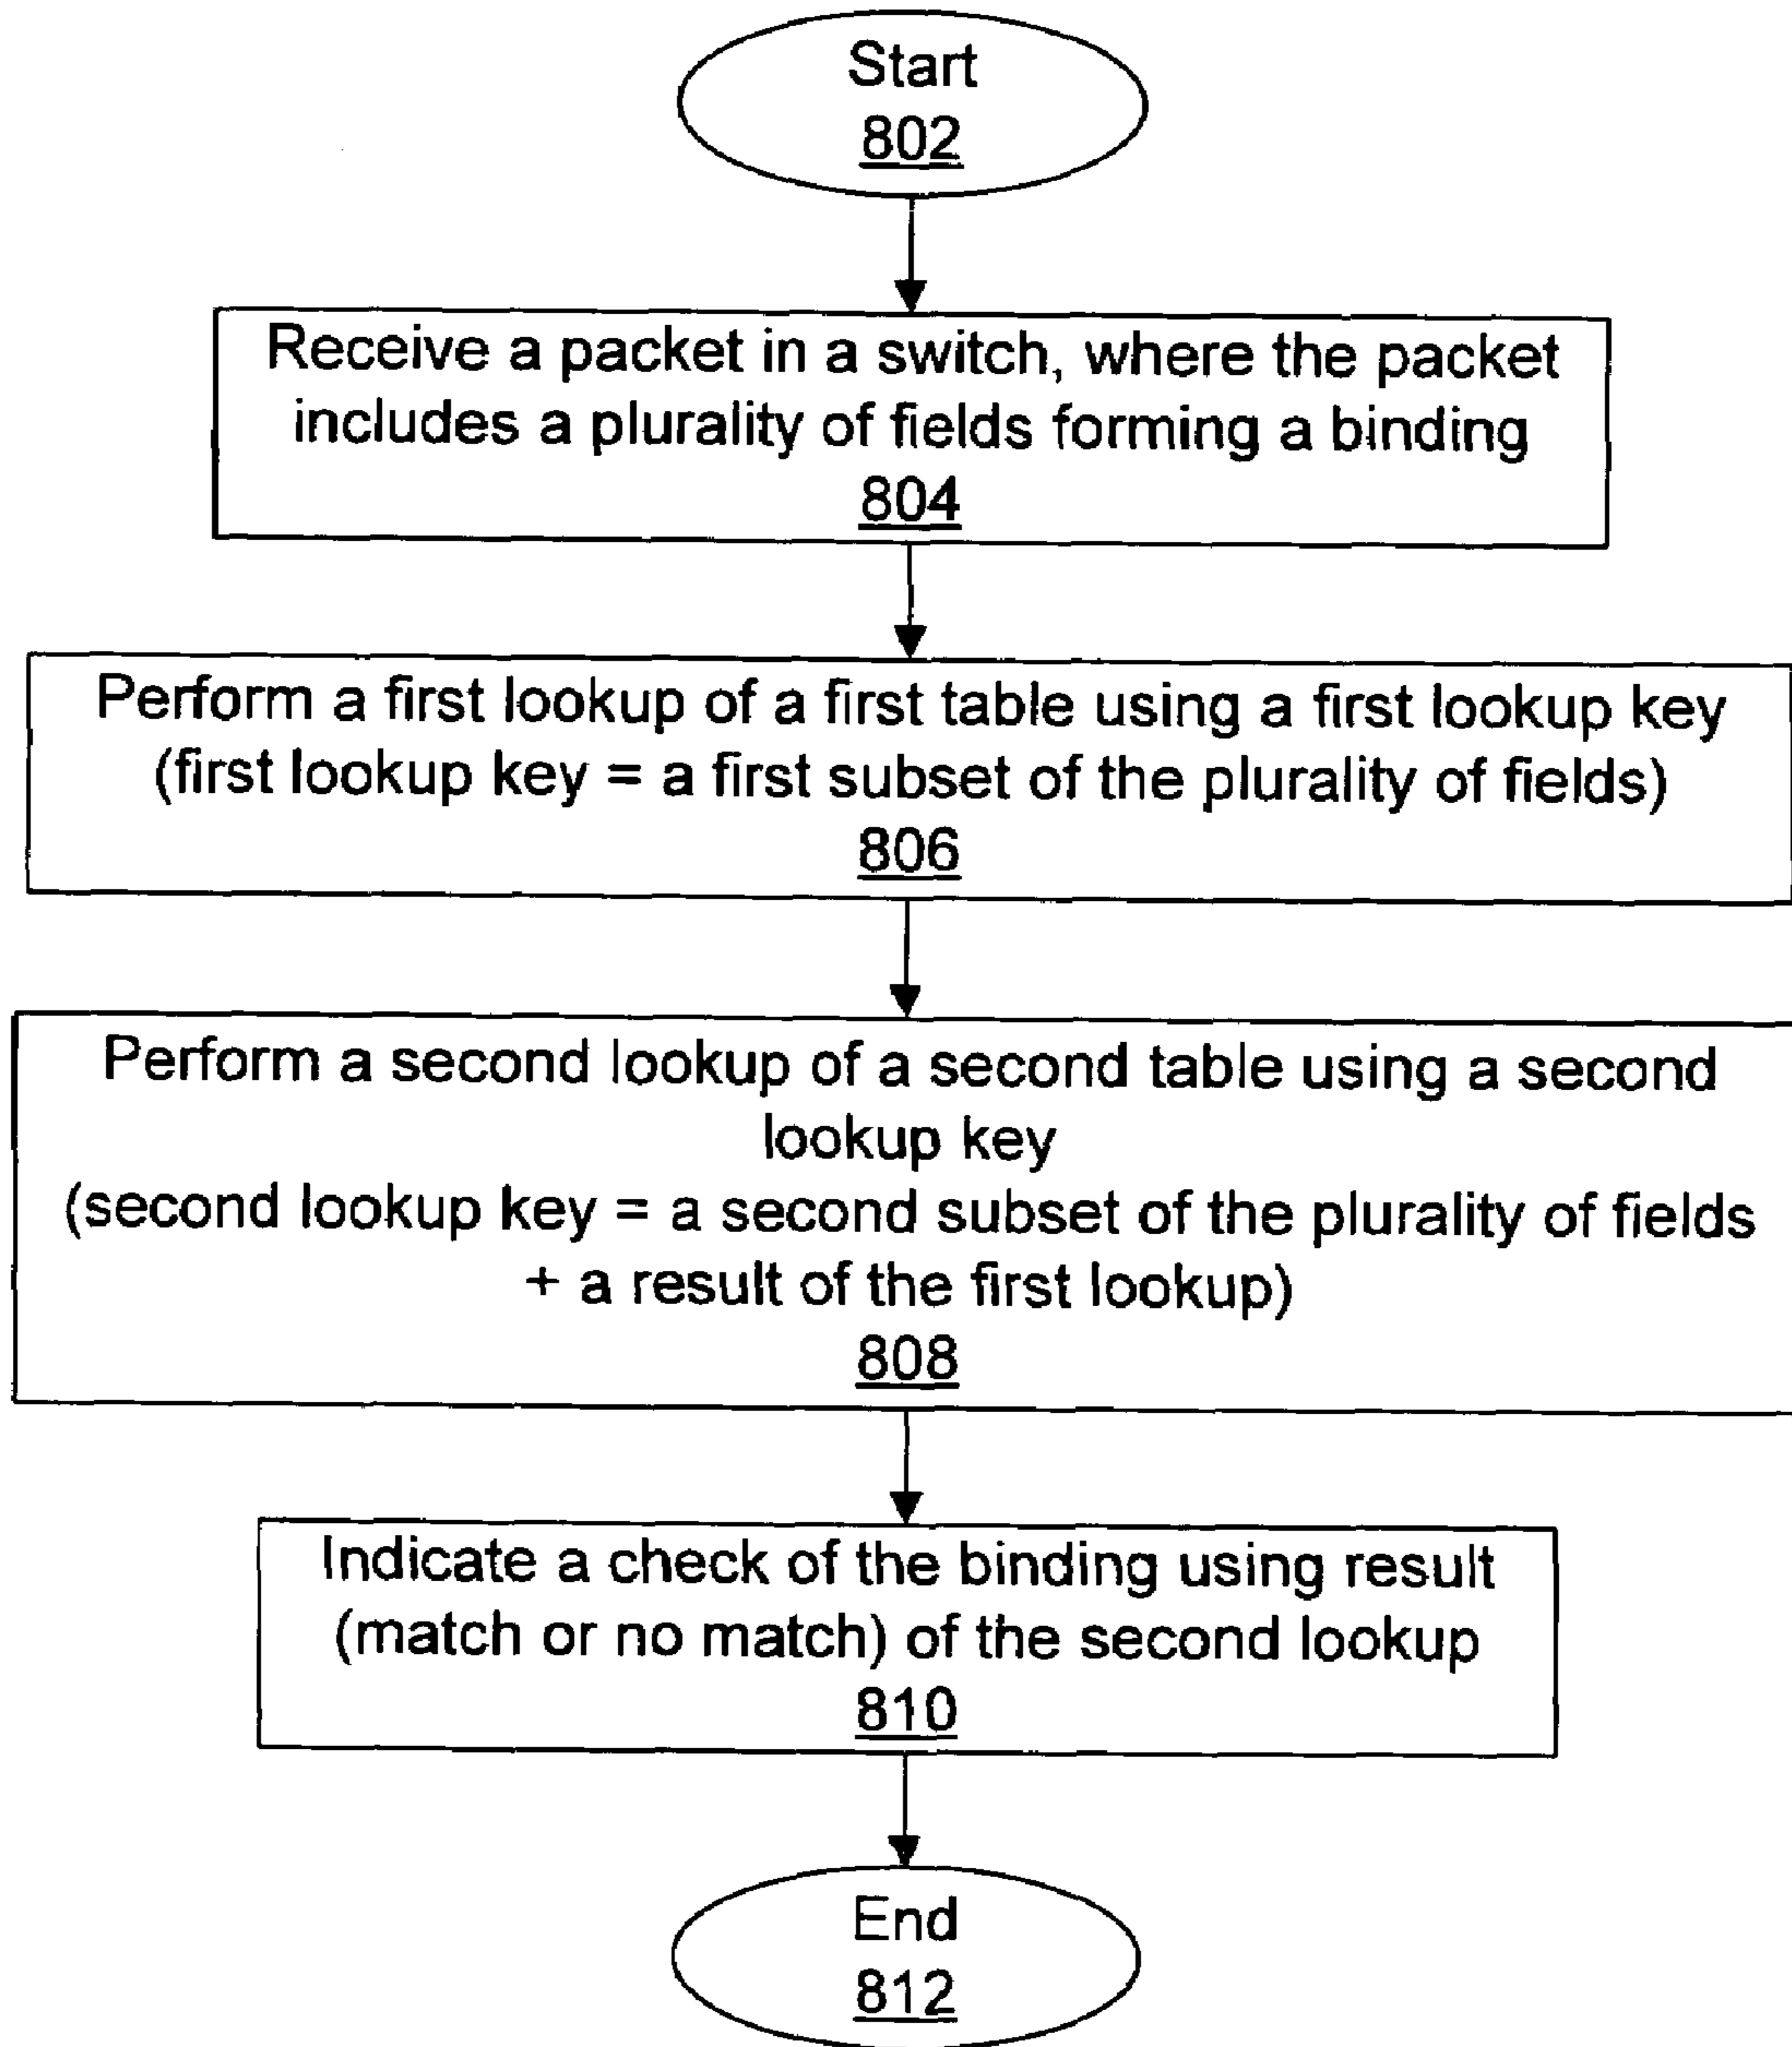 Start
802
Receive a packet in a switch, where the packet
includes a plurality of fields forming a binding
804
Perform a first lookup of a first table using a first lookup key
(first lookup key = a first subset of the plurality of fields)
806
Perform a second lookup of a second table using a second
lookup key
(second lookup key = a second subset of the plurality of fields
+ a result of the first lookup)
808
Indicate a check of the binding using result
(match or no match) of the second lookup
810
End
812